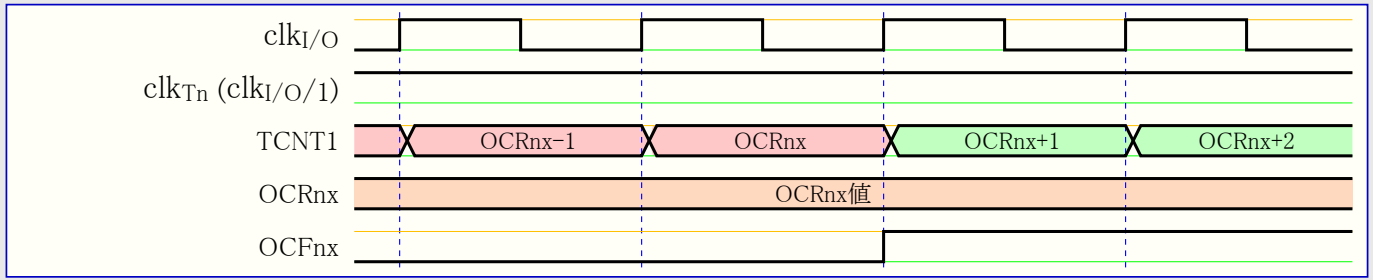 clkI/O
clkTn (clkI/O/1)
TCNT1 OCRnx-1 OCRnx OCRnx+1 OCRnx+2
OCRnx OCRnx値
OCFnx